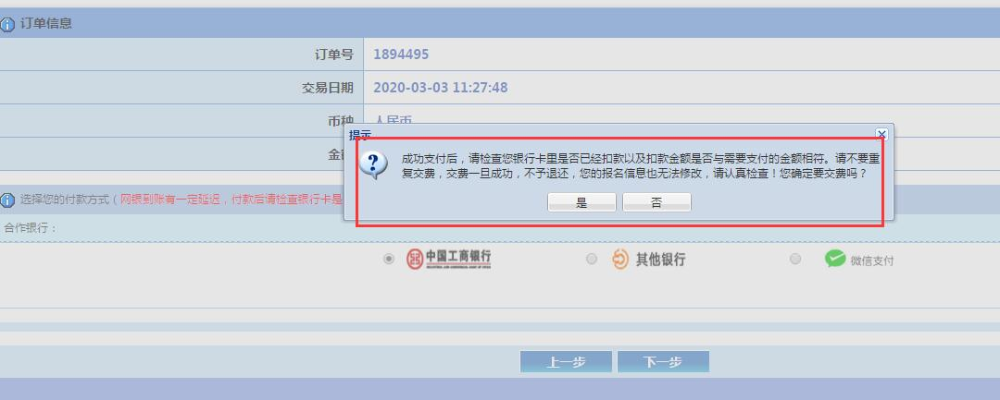 订单信息
订单号 1894495
交易日期 2020-03-03 11:27:48
币种 人民币
提示
金
成功支付后，请检查您银行卡里是否已经扣款以及扣款金额是否与需要支付的金额相符。请不要重
复交费，交费一旦成功，不予退还，您的报名信息也无法修改，请认真检查！您确定要交费吗？
是 否
选择您的付款方式（网银到账有一定延迟，付款后请检查银行卡是
合作银行：
中国工商银行 其他银行 微信支付
上一步 下一步